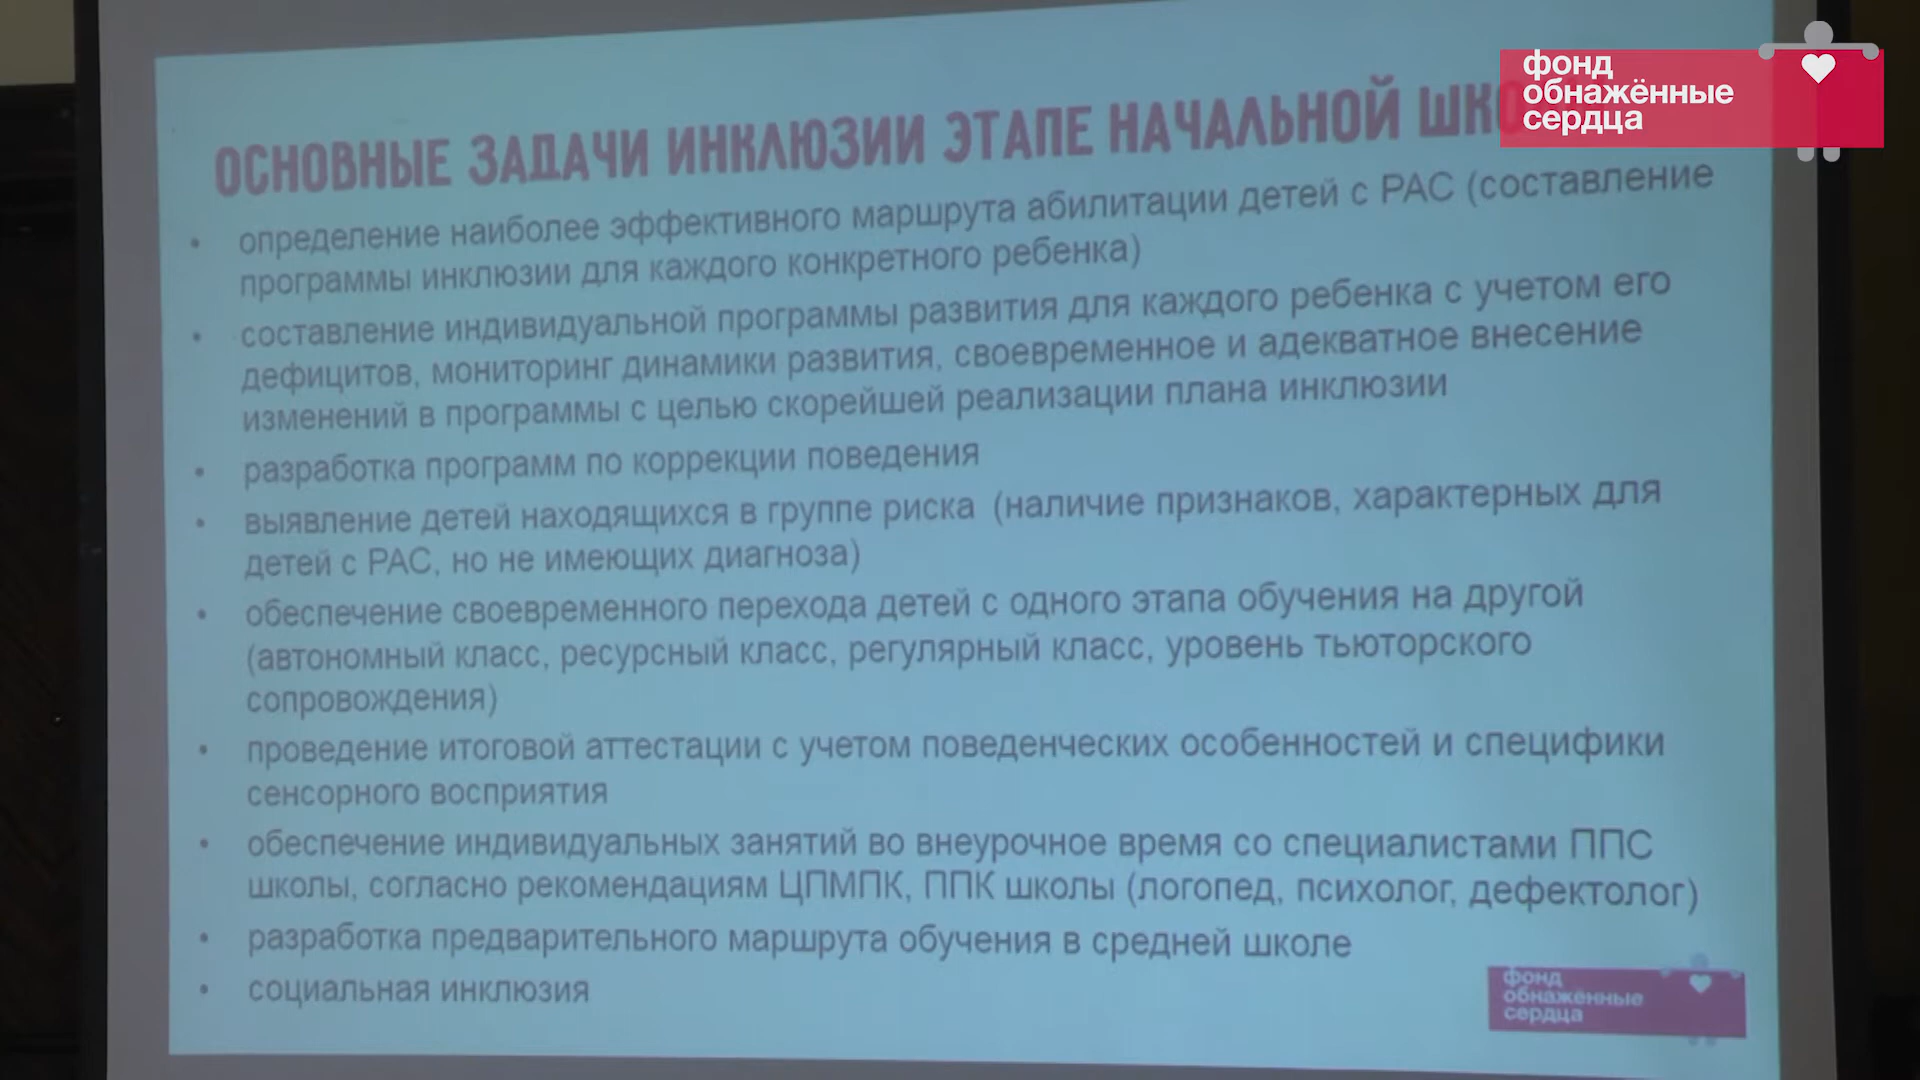 фонд
обнажённые
сердца
ОСНОВНЫЕ ЗАДАЧИ ИНКЛЮЗИИ ЭТАПЕ НАЧАЛЬНОЙ
определение наиболее эффективного маршрута абилитации детей с РАС (составление
программы инклюзии для каждого конкретного ребенка)
составление индивидуальной программы развития для каждого ребенка с учетом его
дефицитов, мониторинг динамики развития, своевременное и адекватное внесение
изменений в программы с целью скорейшей реализации плана инклюзии
разработка программ по коррекции поведения
выявление детей находящихся в группе риска (наличие признаков, характерных для
детей с РАС, но не имеющих диагноза)
обеспечение своевременного перехода детей с одного этапа обучения на другой
(автономный класс, ресурсный класс, регулярный класс, уровень тьюторского
сопровождения)
проведение итоговой аттестации с учетом поведенческих особенностей и специфики
сенсорного восприятия
обеспечение индивидуальных занятий во внеурочное время со специалистами ППС
школы, согласно рекомендациям ЦПМПК, ППК школы (логопед, психолог, дефектолог)
разработка предварительного маршрута обучения в средней школе
социальная инклюзия
фонд
обнажённые
сердца